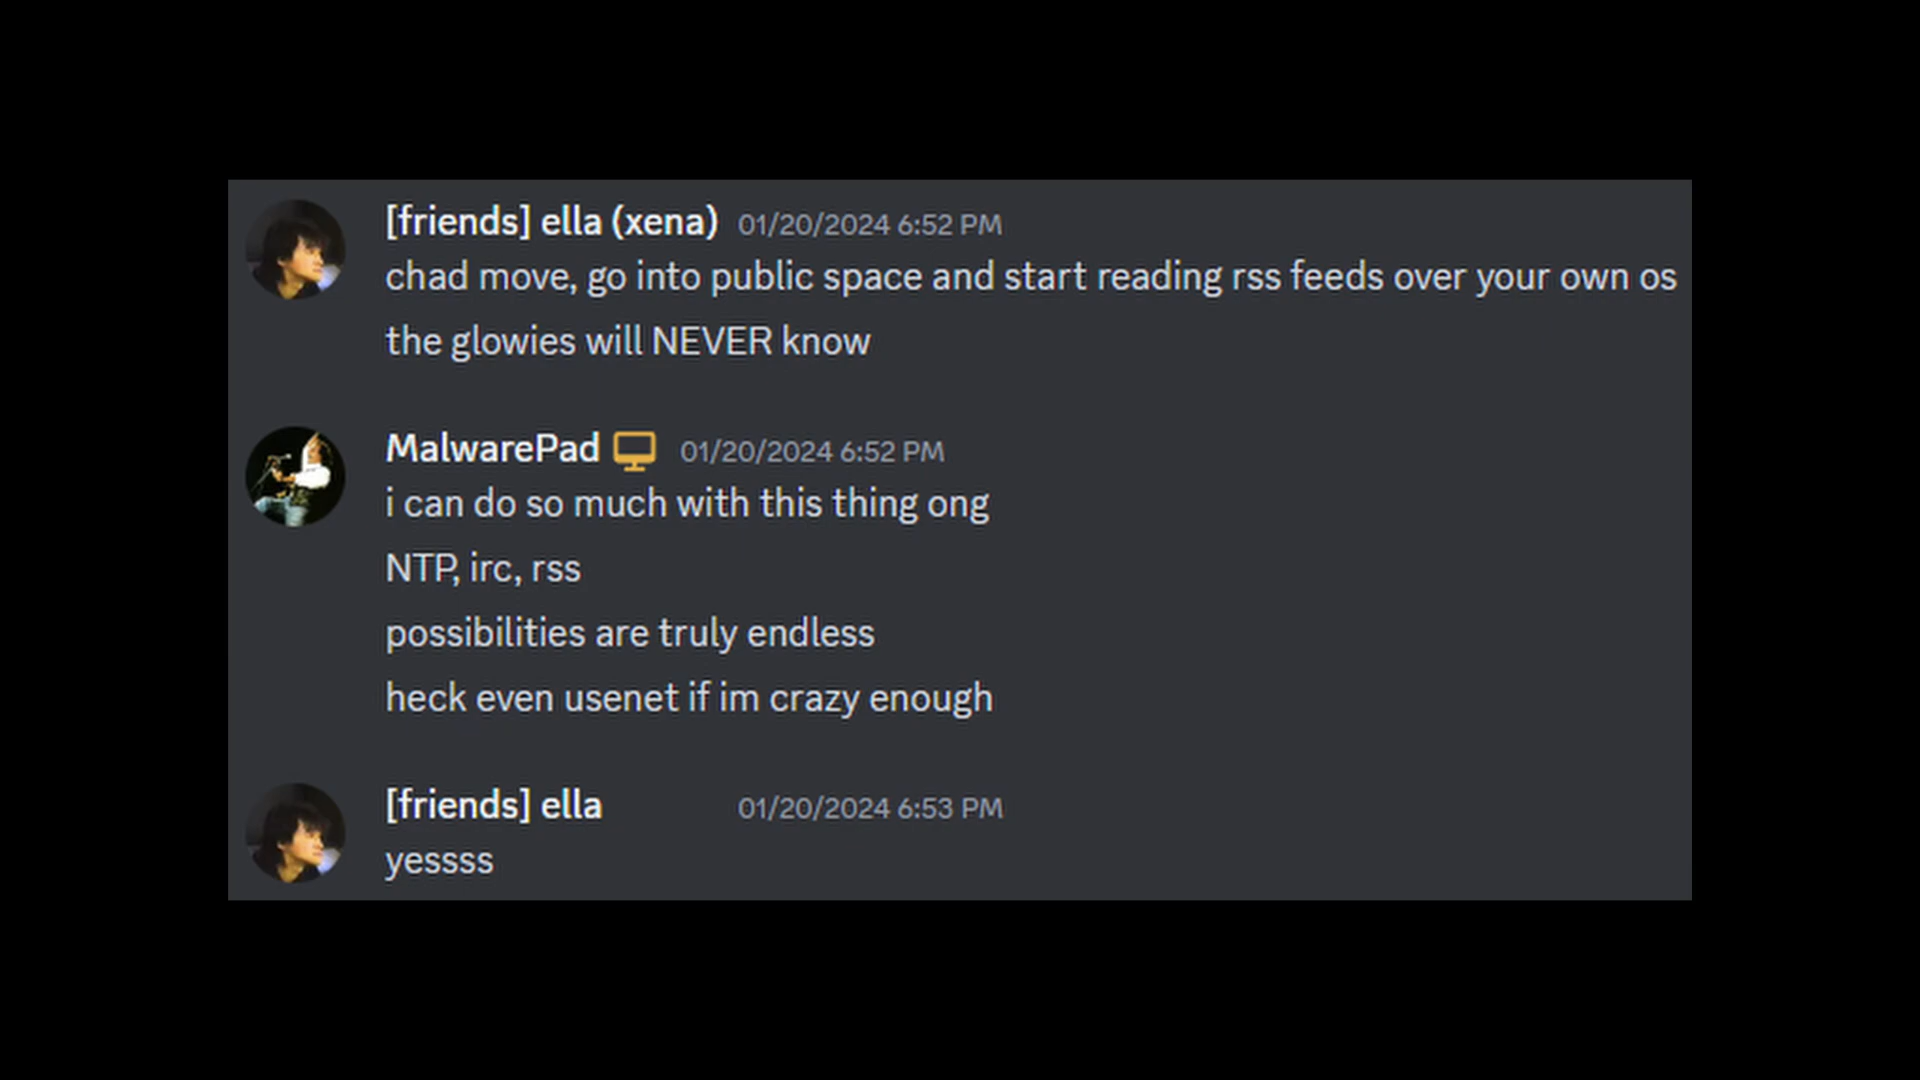 [friends] ella (xena) 01/20/2024 6:52 PM
chad move, go into public space and start reading rss feeds over your own os
the glowies will NEVER know
MalwarePad 01/20/2024 6:52 PM
i can do so much with this thing ong
NTP, irc, rss
possibilities are truly endless
heck even usenet if im crazy enough
[friends] ella 01/20/2024 6:53 PM
yessss